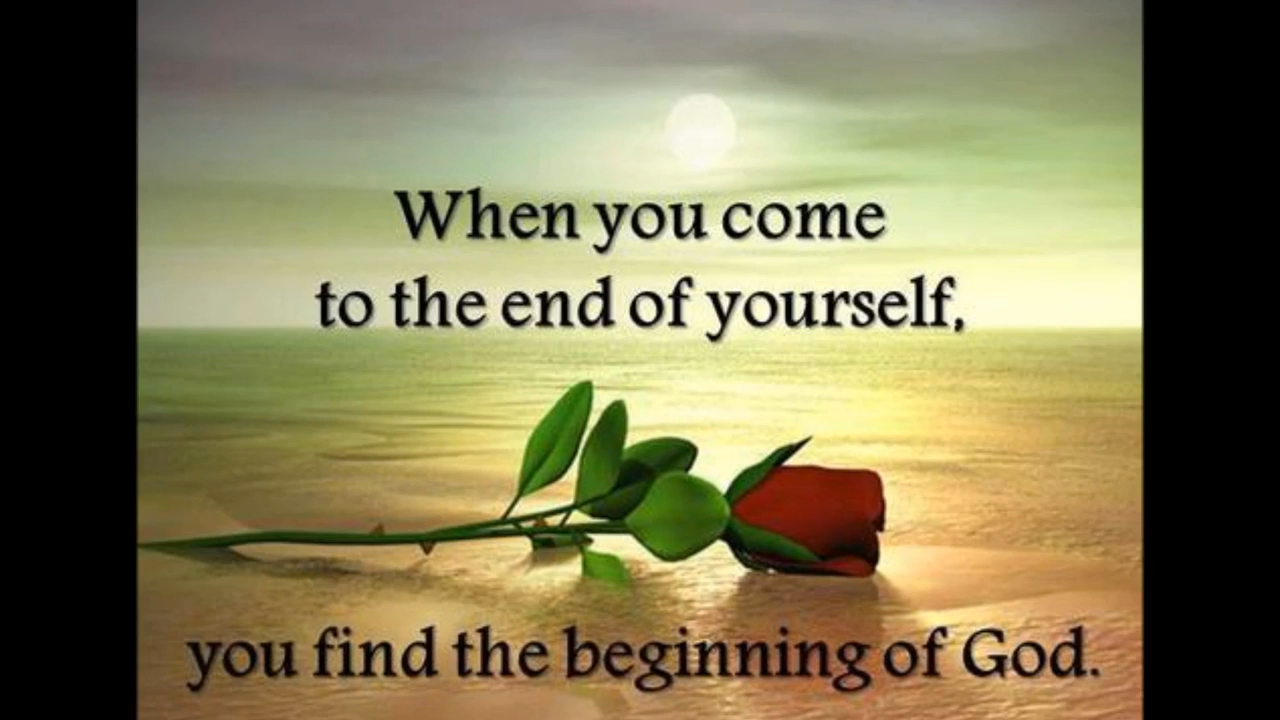 When you come
to the end of yourself,
you find the beginning of God.